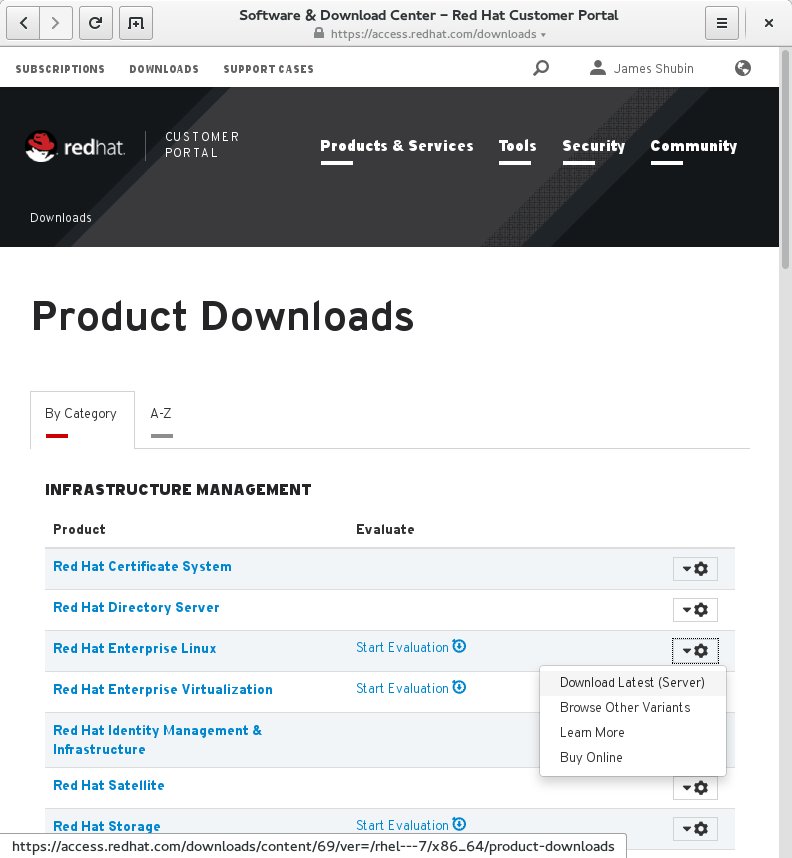 Software & Download Center – Red Hat Customer Portal
https://access.redhat.com/downloads
SUBSCRIPTIONS DOWNLOADS SUPPORT CASES James Shubin
redhat. CUSTOMER PORTAL
Products & Services Tools Security Community
Downloads
Product Downloads
By Category A-Z
INFRASTRUCTURE MANAGEMENT
Product Evaluate
Red Hat Certificate System
Red Hat Directory Server
Red Hat Enterprise Linux Start Evaluation
Download Latest (Server)
Red Hat Enterprise Virtualization Start Evaluation
Browse Other Variants
Learn More
Buy Online
Red Hat Identity Management &
Infrastructure
Red Hat Satellite
Red Hat Storage Start Evaluation
https://access.redhat.com/downloads/content/69/ver=/rhel---7/x86_64/product-downloads